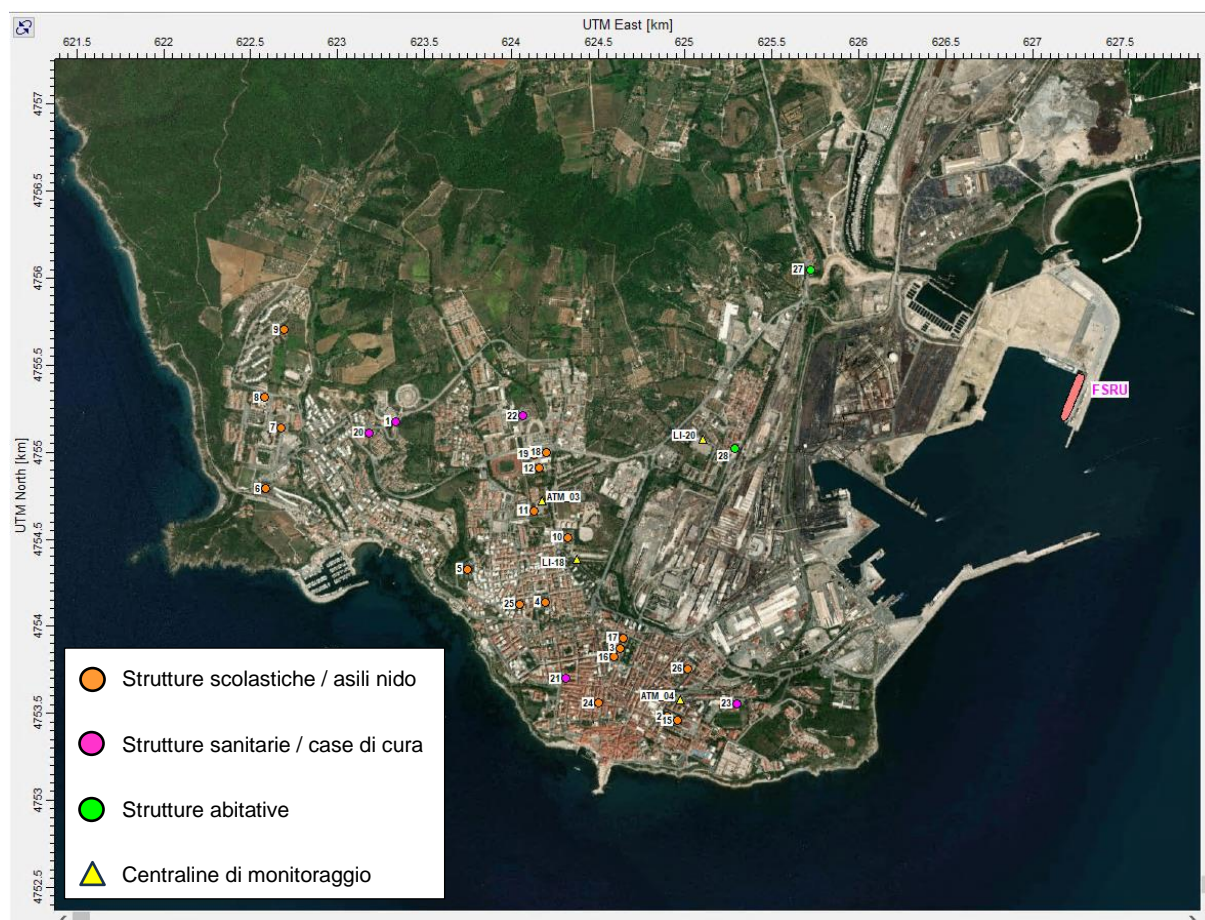 UTM East [km]
621.5 622 622.5 623 623.5 624 624.5 625 625.5 626 626.5 627 627.5
UTM North [km]
4757
4756.5
4756
4755.5
4755
4754.5
4754
4753.5
4753
4752.5
27
9
FSRU
8
22
1
7
20
LI-20
28
19 18
12
6
ATM_03
11
10
LI-18
5
25
4
17
3
16
26
21
ATM_04
24
23
2
15
Strutture scolastiche / asili nido
Strutture sanitarie / case di cura
Strutture abitative
Centraline di monitoraggio